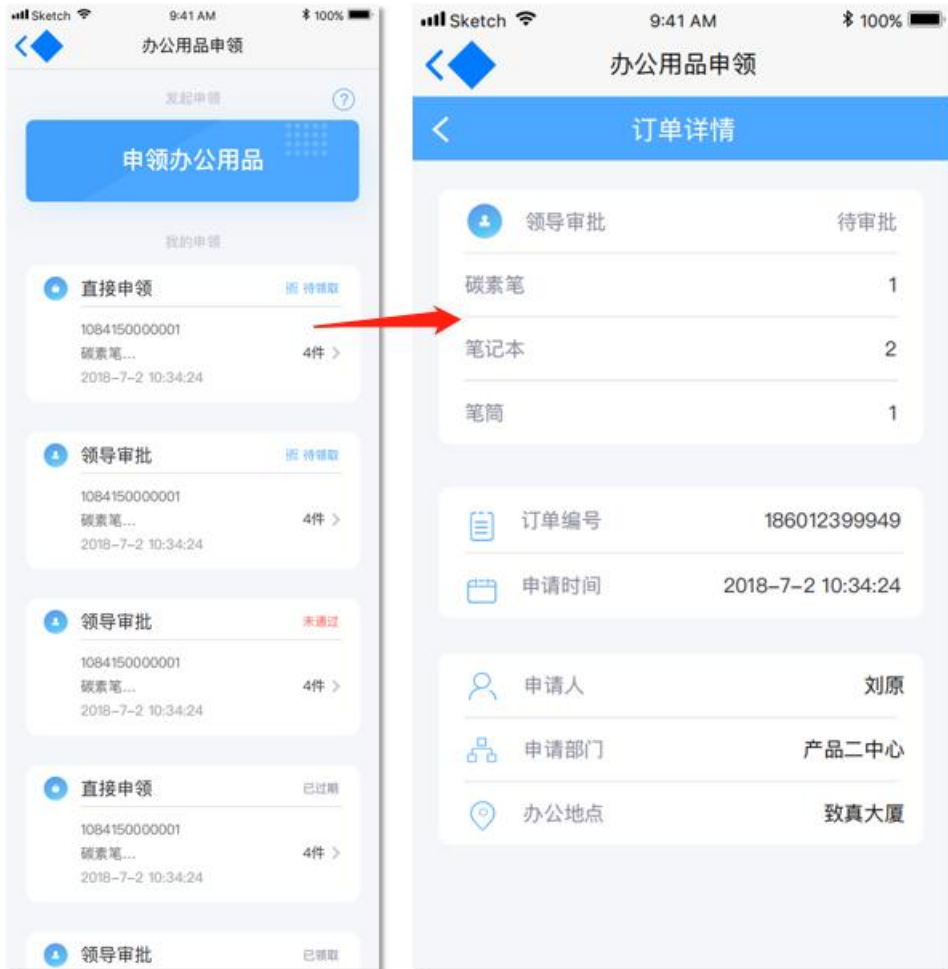 Sketch 9:41 AM 100%
办公用品申领
发起申领 ?
申领办公用品
我的申领
直接申领 待领取
1084150000001
碳素笔... 4件
2018-7-2 10:34:24
领导审批 待领取
1084150000001
碳素笔... 4件
2018-7-2 10:34:24
领导审批 未通过
1084150000001
碳素笔... 4件
2018-7-2 10:34:24
直接申领 已过期
1084150000001
碳素笔... 4件
2018-7-2 10:34:24
领导审批 已领取
Sketch 9:41 AM 100%
办公用品申领
订单详情
领导审批 待审批
碳素笔 1
笔记本 2
笔筒 1
订单编号 186012399949
申请时间 2018-7-2 10:34:24
申请人 刘原
申请部门 产品二中心
办公地点 致真大厦